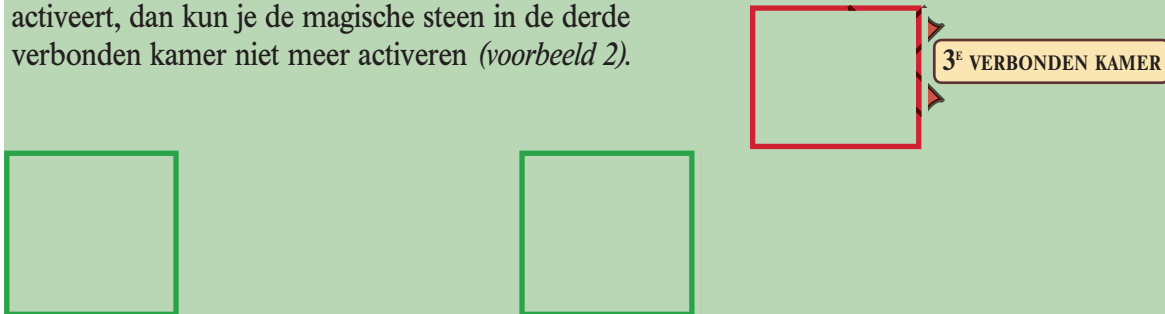 activeert, dan kun je de magische steen in de derde
verbonden kamer niet meer activeren (voorbeeld 2).
3E VERBONDEN KAMER